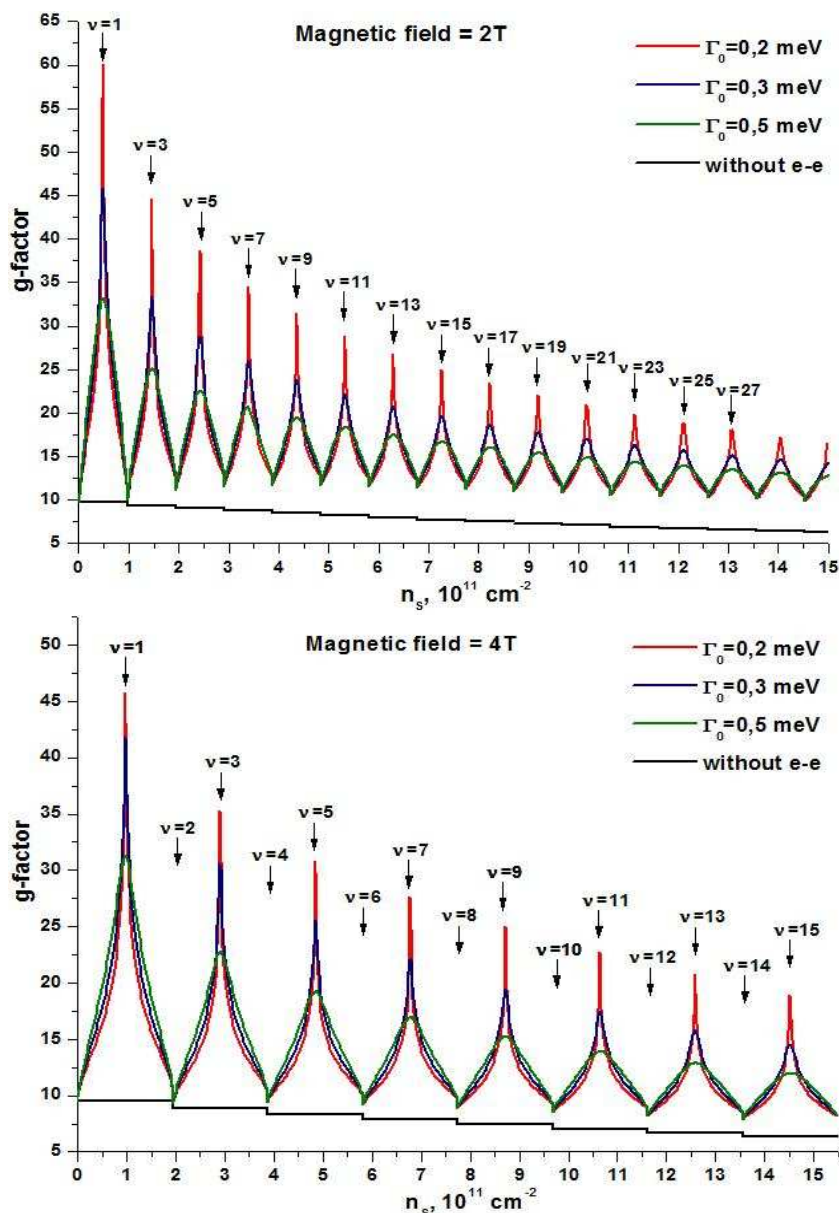 Magnetic field = 2T
Γ₀=0,2 meV
Γ₀=0,3 meV
Γ₀=0,5 meV
without e-e
g-factor
65
60
55
50
45
40
35
30
25
20
15
10
5
ν=1
ν=3
ν=5
ν=7
ν=9
ν=11
ν=13
ν=15
ν=17
ν=19
ν=21
ν=23
ν=25
ν=27
0 1 2 3 4 5 6 7 8 9 10 11 12 13 14 15
nₛ, 10¹¹ cm⁻²
Magnetic field = 4T
Γ₀=0,2 meV
Γ₀=0,3 meV
Γ₀=0,5 meV
without e-e
g-factor
50
45
40
35
30
25
20
15
10
5
ν=1
ν=2
ν=3
ν=4
ν=5
ν=6
ν=7
ν=8
ν=9
ν=10
ν=11
ν=12
ν=13
ν=14
ν=15
0 1 2 3 4 5 6 7 8 9 10 11 12 13 14 15
nₛ, 10¹¹ cm⁻²